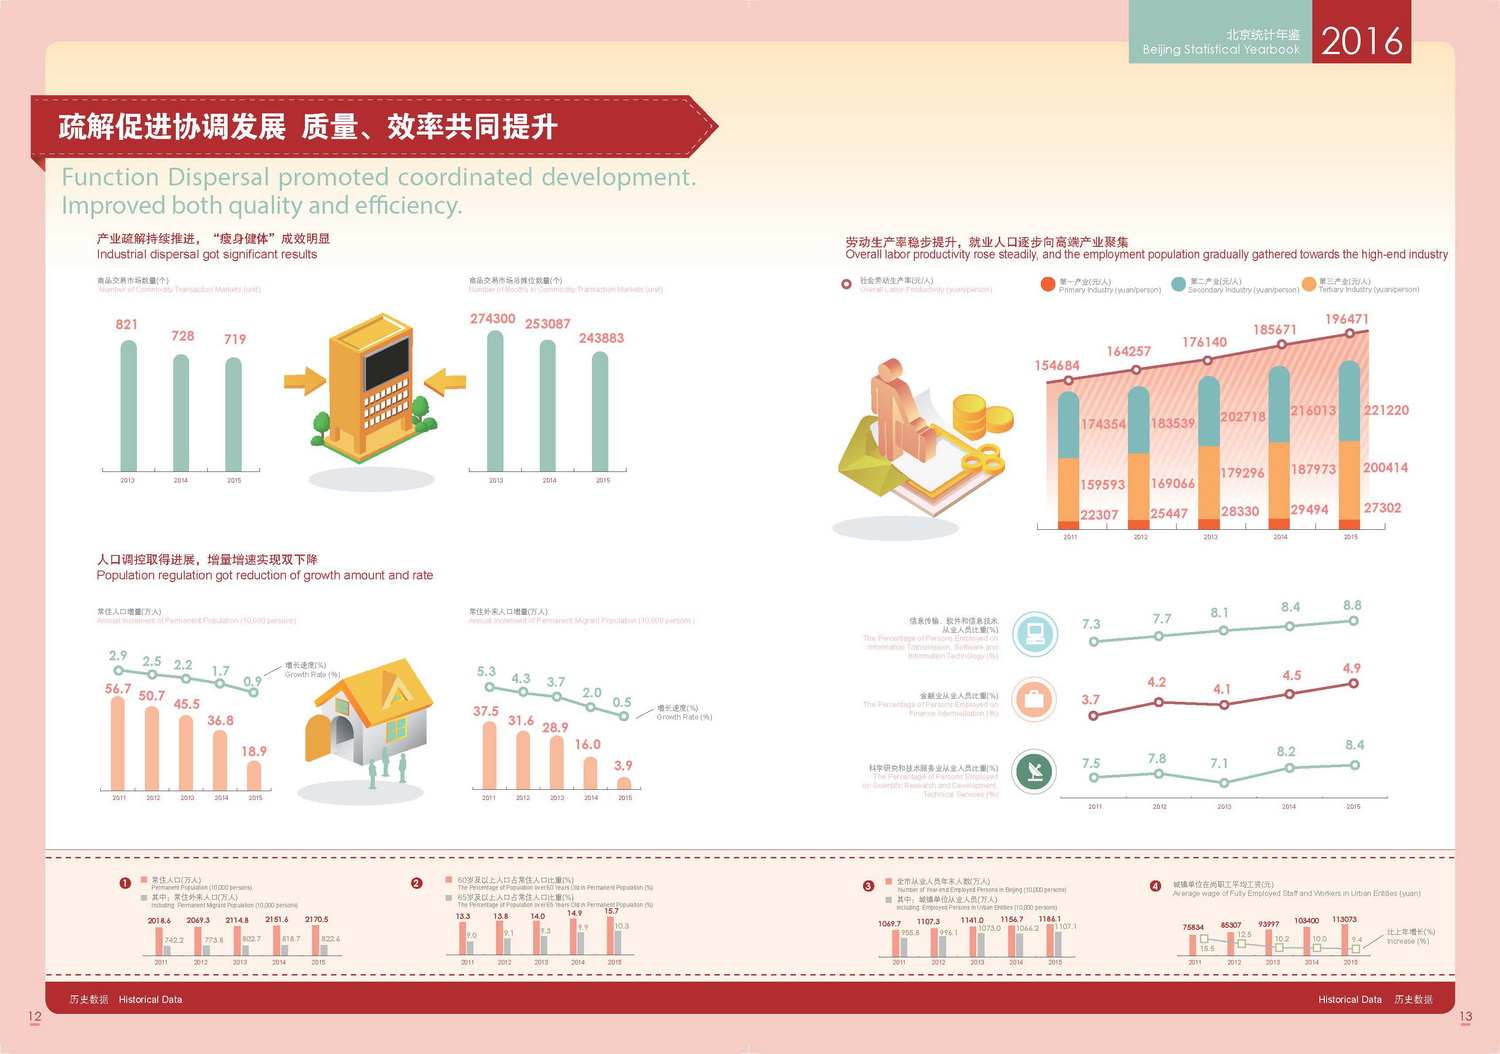 北京统计年鉴
Beijing Statistical Yearbook
2016
疏解促进协调发展 质量、效率共同提升
Function Dispersal promoted coordinated development.
Improved both quality and efficiency.
产业疏解持续推进，“瘦身健体”成效明显
Industrial dispersal got significant results
商品交易市场数量(个)
Number of Commodity Transaction Markets (unit)
821
728
719
2013
2014
2015
商品交易市场总摊位数量(个)
Number of Booths in Commodity Transaction Markets (unit)
274300
253087
243883
2013
2014
2015
人口调控取得进展，增量增速实现双下降
Population regulation got reduction of growth amount and rate
常住人口增量(万人)
Annual Increment of Permanent Population (10,000 persons)
2.9
2.5
2.2
1.7
0.9
增长速度(%)
Growth Rate (%)
56.7
50.7
45.5
36.8
18.9
2011
2012
2013
2014
2015
常住外来人口增量(万人)
Annual Increment of Permanent Migrant Population (10,000 persons)
5.3
4.3
3.7
2.0
0.5
增长速度(%)
Growth Rate (%)
37.5
31.6
28.9
16.0
3.9
2011
2012
2013
2014
2015
劳动生产率稳步提升，就业人口逐步向高端产业聚集
Overall labor productivity rose steadily, and the employment population gradually gathered towards the high-end industry
社会劳动生产率(元/人)
Overall Labor Productivity (yuan/person)
第一产业(元/人)
Primary Industry (yuan/person)
第二产业(元/人)
Secondary Industry (yuan/person)
第三产业(元/人)
Tertiary Industry (yuan/person)
154684
164257
176140
185671
196471
174354
183539
202718
216013
221220
159593
169066
179296
187973
200414
22307
25447
28330
29494
27302
2011
2012
2013
2014
2015
信息传输、软件和信息技术
从业人员比重(%)
The Percentage of Persons Employed on
Information Transmission, Software and
Information Technology (%)
7.3
7.7
8.1
8.4
8.8
金融业从业人员比重(%)
The Percentage of Persons Employed on
Finance Intermediation (%)
3.7
4.2
4.1
4.5
4.9
科学研究和技术服务业从业人员比重(%)
The Percentage of Persons Employed
on Scientific Research and Development,
Technical Services (%)
7.5
7.8
7.1
8.2
8.4
2011
2012
2013
2014
2015
1
常住人口(万人)
Permanent Population (10,000 persons)
其中：常住外来人口(万人)
Including: Permanent Migrant Population (10,000 persons)
2018.6
2069.3
2114.8
2151.6
2170.5
742.2
773.8
802.7
818.7
822.6
2011
2012
2013
2014
2015
2
60岁及以上人口占常住人口比重(%)
The Percentage of Population over 60 Years Old in Permanent Population (%)
65岁及以上人口占常住人口比重(%)
The Percentage of Population over 65 Years Old in Permanent Population (%)
13.3
13.8
14.0
14.9
15.7
9.0
9.1
9.3
9.9
10.3
2011
2012
2013
2014
2015
3
全市从业人员年末人数(万人)
Number of Year-end Employed Persons in Beijing (10,000 persons)
其中：城镇单位从业人员(万人)
Including: Employed Persons in Urban Entities (10,000 persons)
1069.7
1107.3
1141.0
1156.7
1186.1
955.8
996.1
1073.0
1066.2
1107.1
2011
2012
2013
2014
2015
4
城镇单位在岗职工平均工资(元)
Average wage of Fully Employed Staff and Workers in Urban Entities (yuan)
75834
85307
93997
103400
113073
15.5
12.5
10.2
10.0
9.4
比上年增长(%)
Increase (%)
2011
2012
2013
2014
2015
历史数据 Historical Data
Historical Data 历史数据
12
13